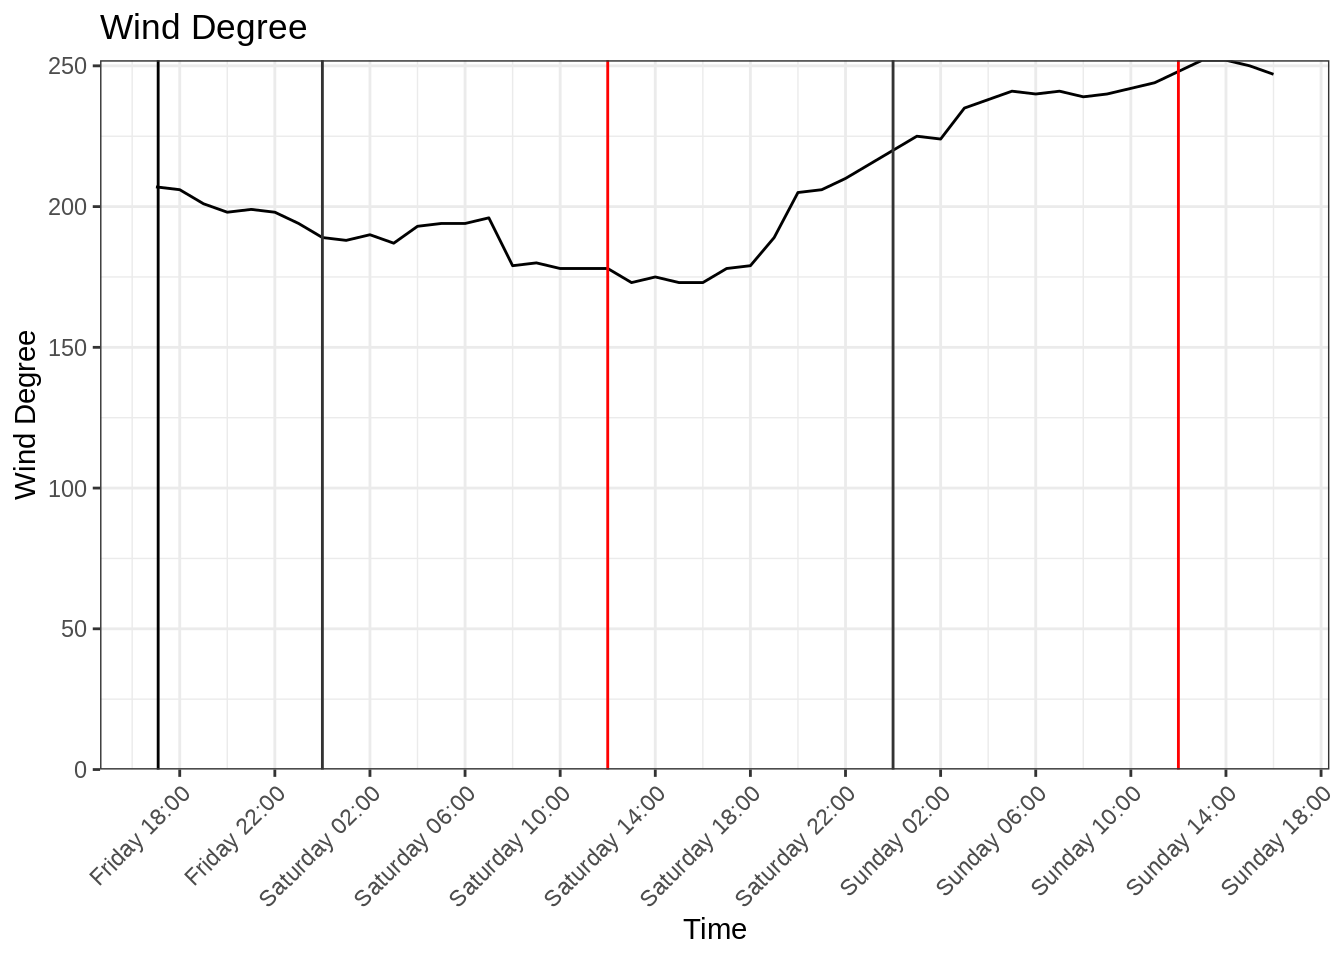 Wind Degree
250
200
150
100
50
0
Wind Degree
Friday 18:00
Friday 22:00
Saturday 02:00
Saturday 06:00
Saturday 10:00
Saturday 14:00
Saturday 18:00
Saturday 22:00
Sunday 02:00
Sunday 06:00
Sunday 10:00
Sunday 14:00
Sunday 18:00
Time